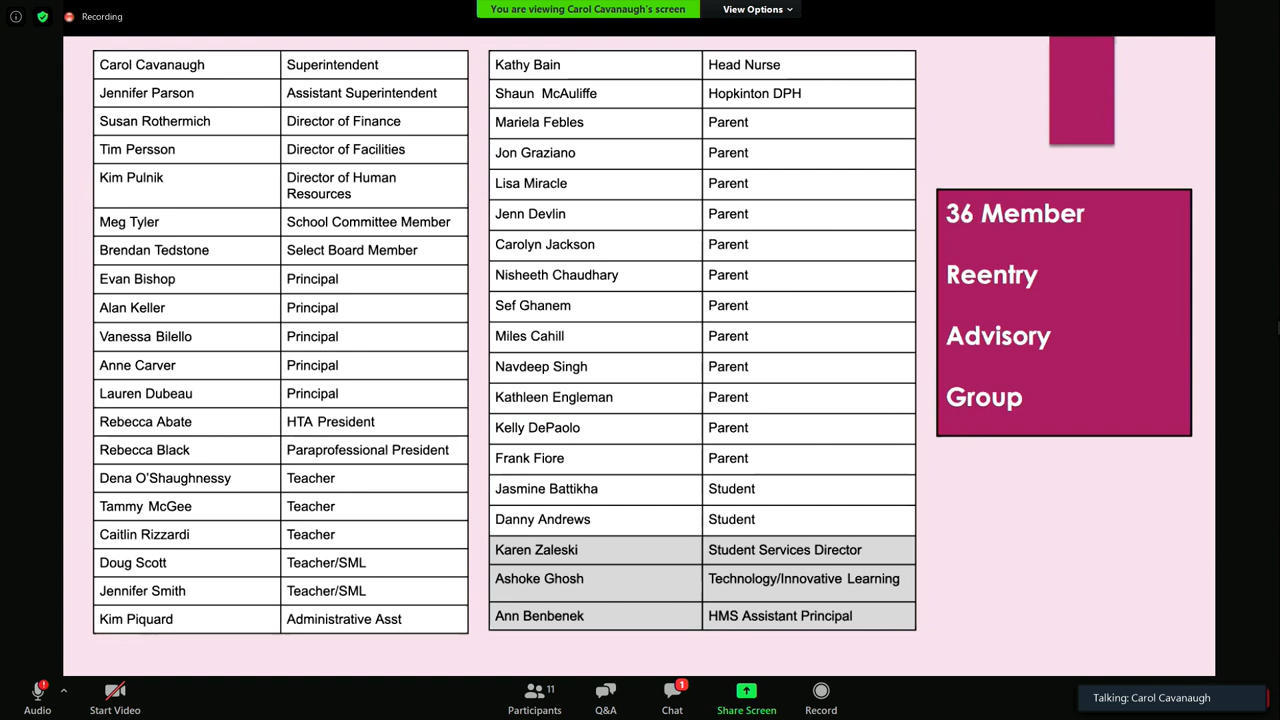 Recording
You are viewing Carol Cavanaugh's screen
View Options
Carol Cavanaugh Superintendent
Jennifer Parson Assistant Superintendent
Susan Rothermich Director of Finance
Tim Persson Director of Facilities
Kim Pulnik Director of Human
Resources
Meg Tyler School Committee Member
Brendan Tedstone Select Board Member
Evan Bishop Principal
Alan Keller Principal
Vanessa Bilello Principal
Anne Carver Principal
Lauren Dubeau Principal
Rebecca Abate HTA President
Rebecca Black Paraprofessional President
Dena O'Shaughnessy Teacher
Tammy McGee Teacher
Caitlin Rizzardi Teacher
Doug Scott Teacher/SML
Jennifer Smith Teacher/SML
Kim Piquard Administrative Asst
Kathy Bain Head Nurse
Shaun McAuliffe Hopkinton DPH
Mariela Febles Parent
Jon Graziano Parent
Lisa Miracle Parent
Jenn Devlin Parent
Carolyn Jackson Parent
Nisheeth Chaudhary Parent
Sef Ghanem Parent
Miles Cahill Parent
Navdeep Singh Parent
Kathleen Engleman Parent
Kelly DePaolo Parent
Frank Fiore Parent
Jasmine Battikha Student
Danny Andrews Student
Karen Zaleski Student Services Director
Ashoke Ghosh Technology/Innovative Learning
Ann Benbenek HMS Assistant Principal
36 Member
Reentry
Advisory
Group
Audio
Start Video
11
Participants
Q&A
1
Chat
Share Screen
Record
Talking: Carol Cavanaugh